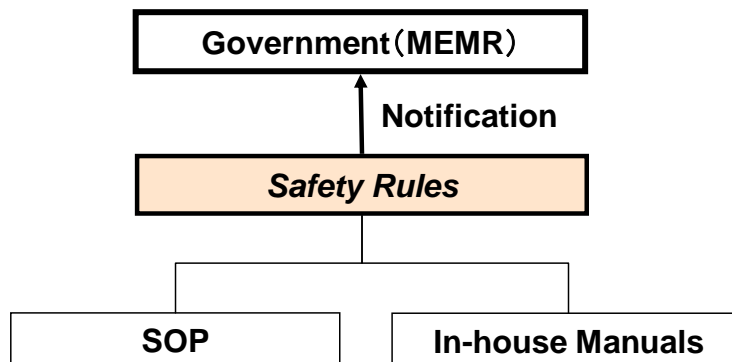 Government（MEMR）
Notification
Safety Rules
SOP
In-house Manuals